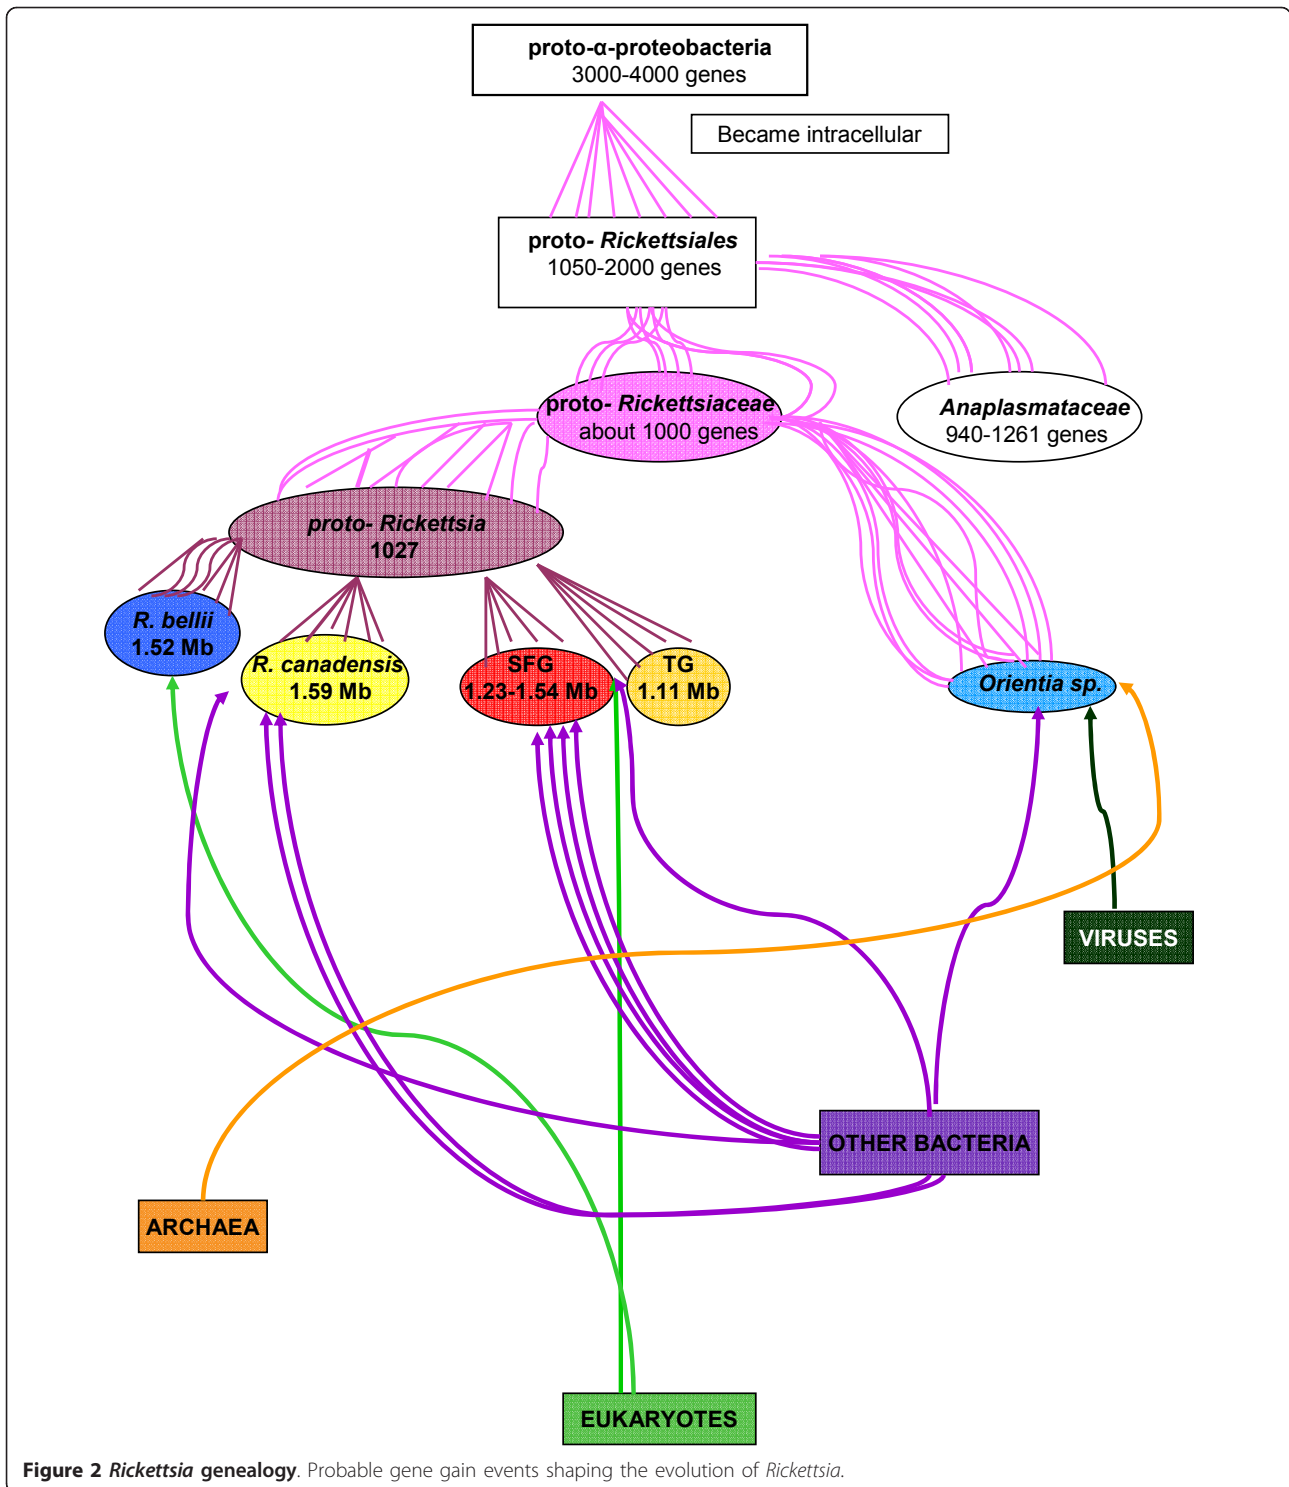 proto-α-proteobacteria
3000-4000 genes
Became intracellular
proto- Rickettsiales
1050-2000 genes
proto- Rickettsiaceae
about 1000 genes
Anaplasmataceae
940-1261 genes
proto- Rickettsia
1027
R. bellii
1.52 Mb
R. canadensis
1.59 Mb
SFG
1.23-1.54 Mb
TG
1.11 Mb
Orientia sp.
VIRUSES
OTHER BACTERIA
ARCHAEA
EUKARYOTES
Figure 2 Rickettsia genealogy. Probable gene gain events shaping the evolution of Rickettsia.